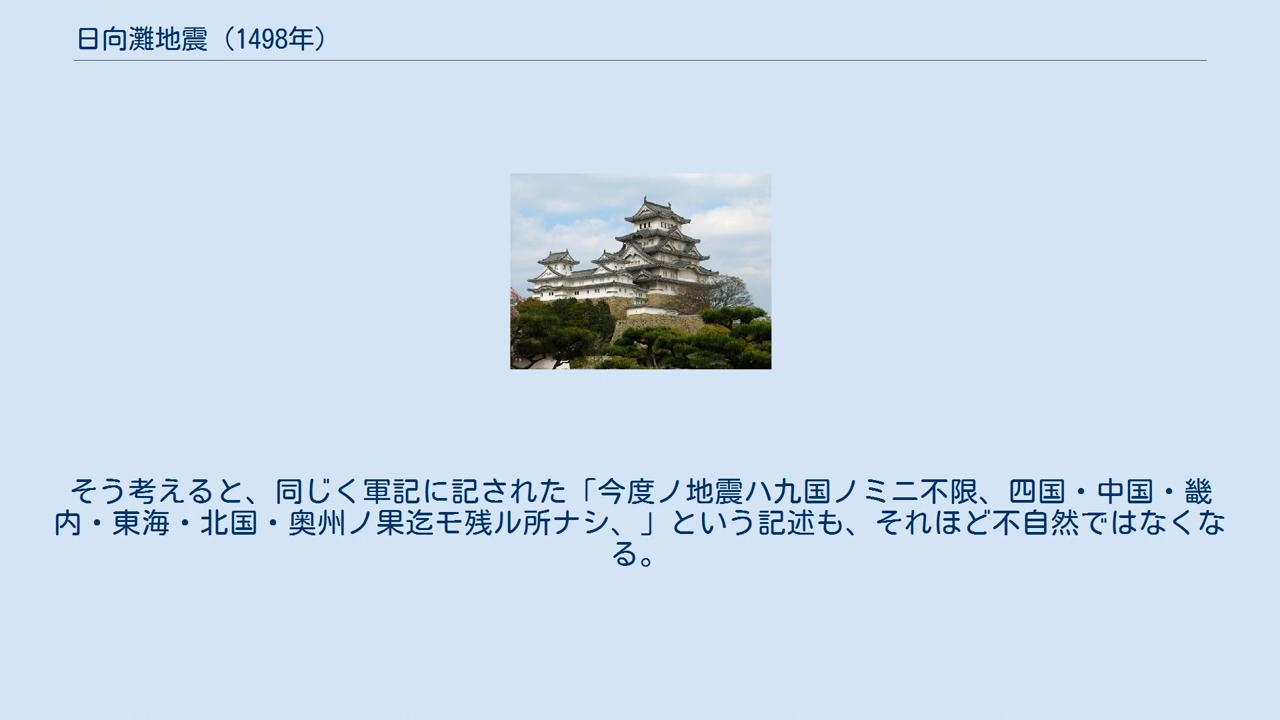 日向灘地震（1498年）
そう考えると、同じく軍記に記された「今度ノ地震ハ九国ノミニ不限、四国・中国・畿
内・東海・北国・奥州ノ果迄モ残ル所ナシ、」という記述も、それほど不自然ではなくな
る。